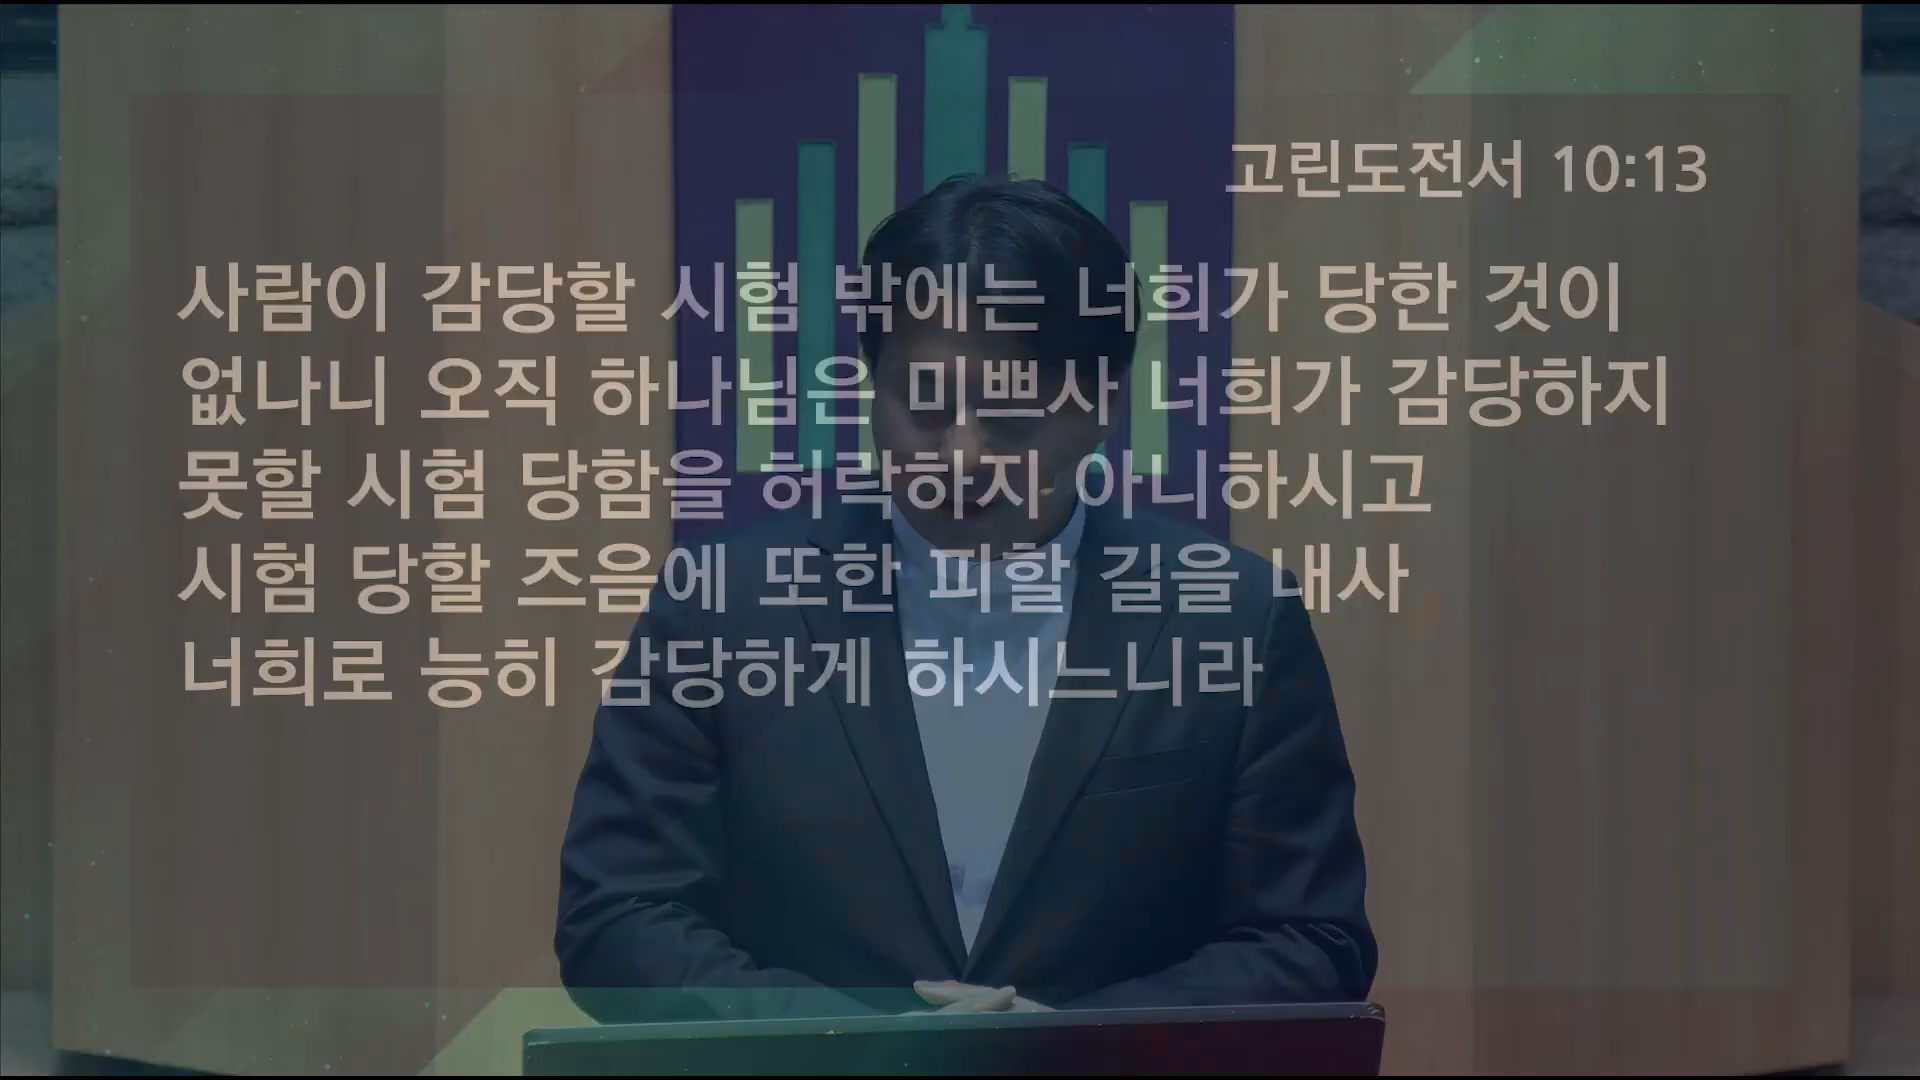 고린도전서 10:13
사람이 감당할 시험 밖에는 너희가 당한 것이
없나니 오직 하나님은 미쁘사 너희가 감당하지
못할 시험 당함을 허락하지 아니하시고
시험 당할 즈음에 또한 피할 길을 내사
너희로 능히 감당하게 하시느니라